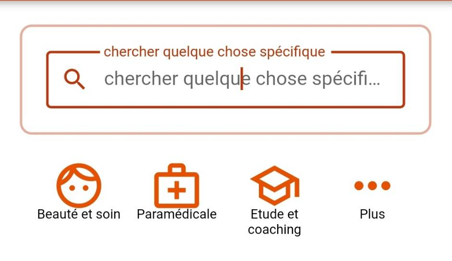 chercher quelque chose spécifique
chercher quelque chose spécifi...
Beauté et soin
Paramédicale
Etude et
coaching
Plus